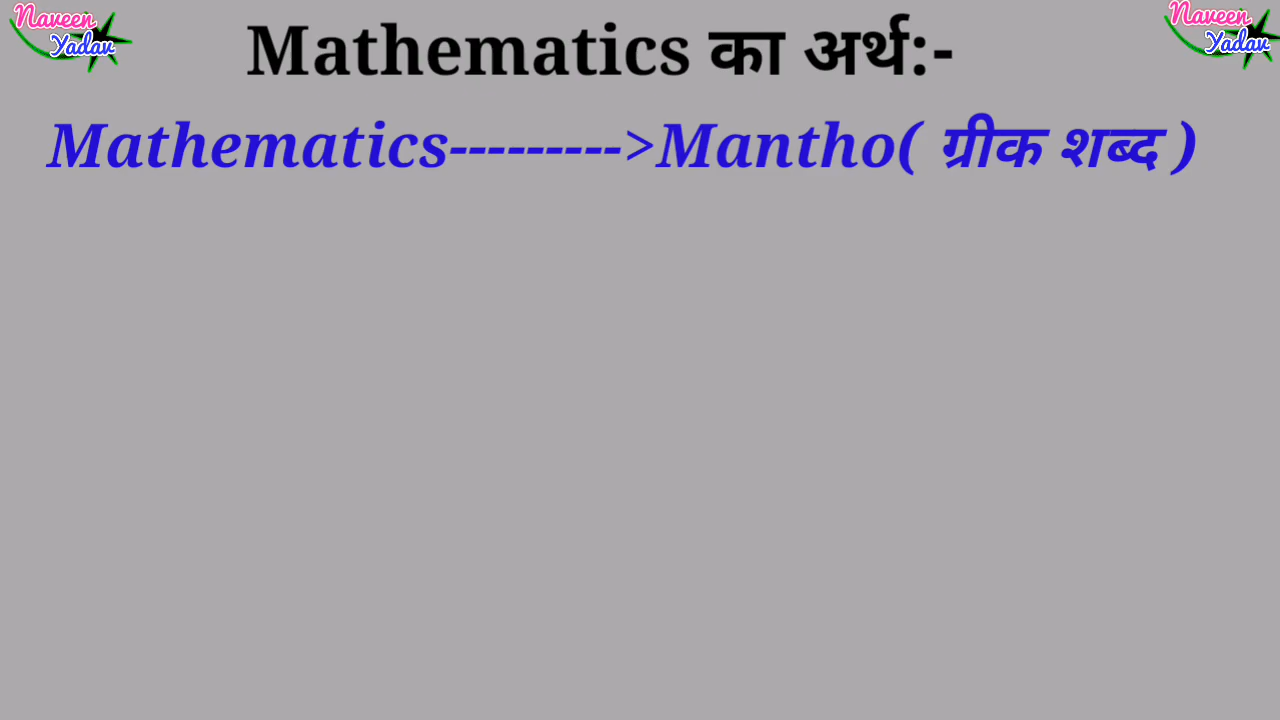 Naveen Yadav
Naveen Yadav
Mathematics का अर्थ:-
Mathematics--------->Mantho( ग्रीक शब्द )